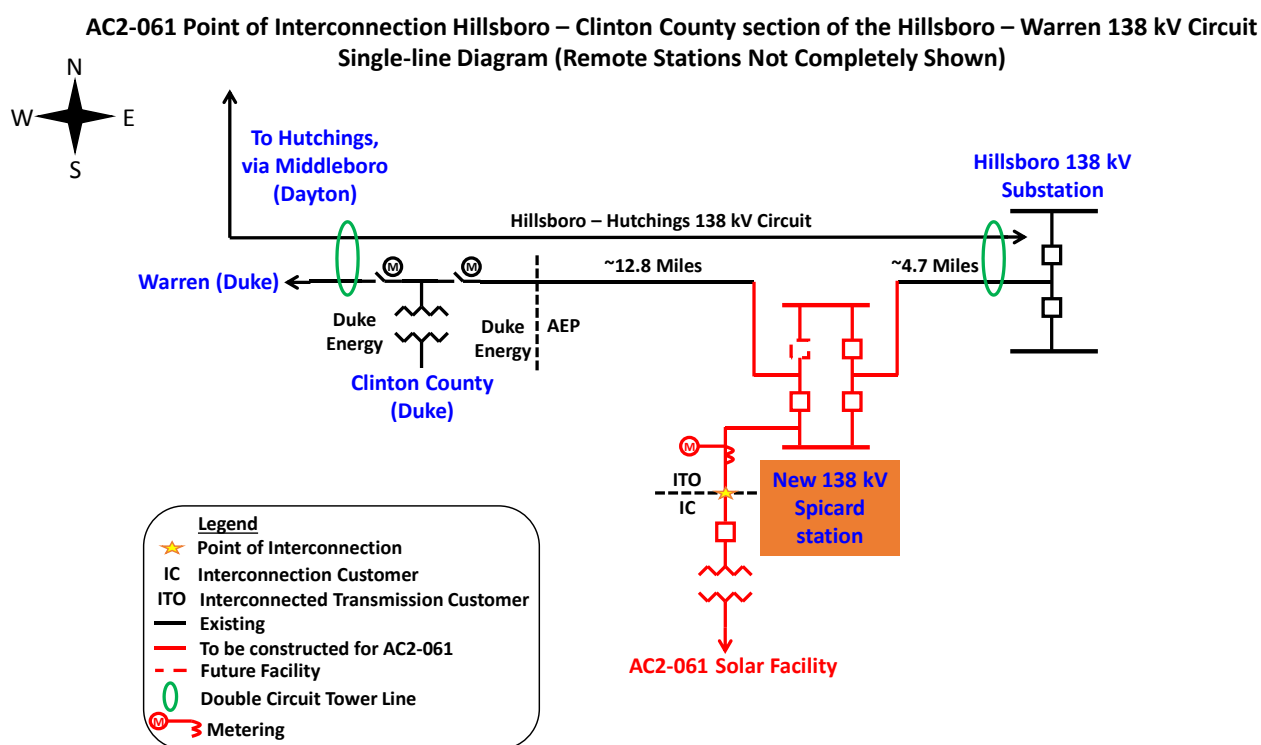 AC2-061 Point of Interconnection Hillsboro – Clinton County section of the Hillsboro – Warren 138 kV Circuit
Single-line Diagram (Remote Stations Not Completely Shown)
N
W
E
S
To Hutchings,
via Middleboro
(Dayton)
Hillsboro 138 kV
Substation
Hillsboro – Hutchings 138 kV Circuit
Warren (Duke)
M
M
~12.8 Miles
~4.7 Miles
Duke
Energy
Duke
Energy
AEP
Clinton County
(Duke)
M
ITO
IC
New 138 kV
Spicard
station
AC2-061 Solar Facility
Legend
Point of Interconnection
IC Interconnection Customer
ITO Interconnected Transmission Customer
Existing
To be constructed for AC2-061
Future Facility
Double Circuit Tower Line
M Metering